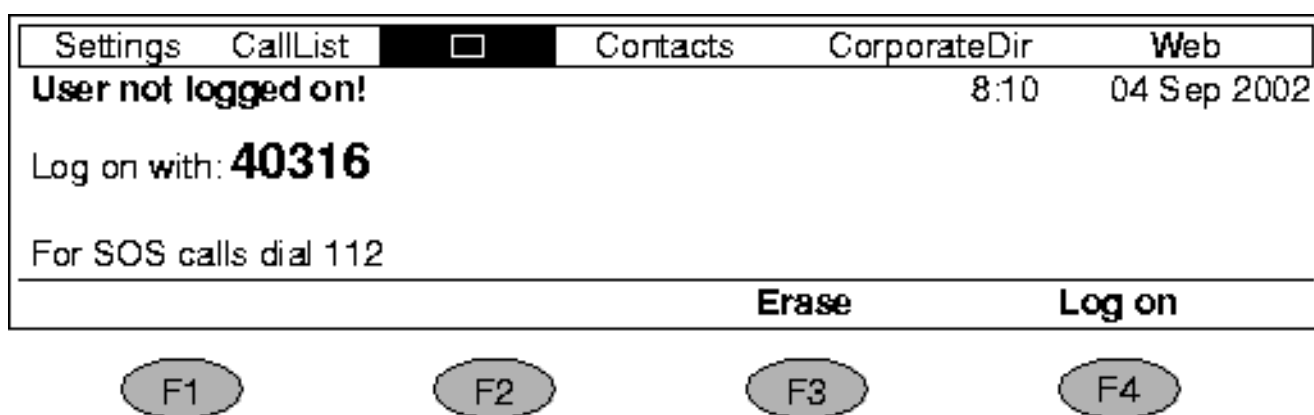 Settings CallList Contacts CorporateDir Web
User not logged on! 8:10 04 Sep 2002
Log on with: 40316
For SOS calls dial 112
Erase Log on
F1 F2 F3 F4